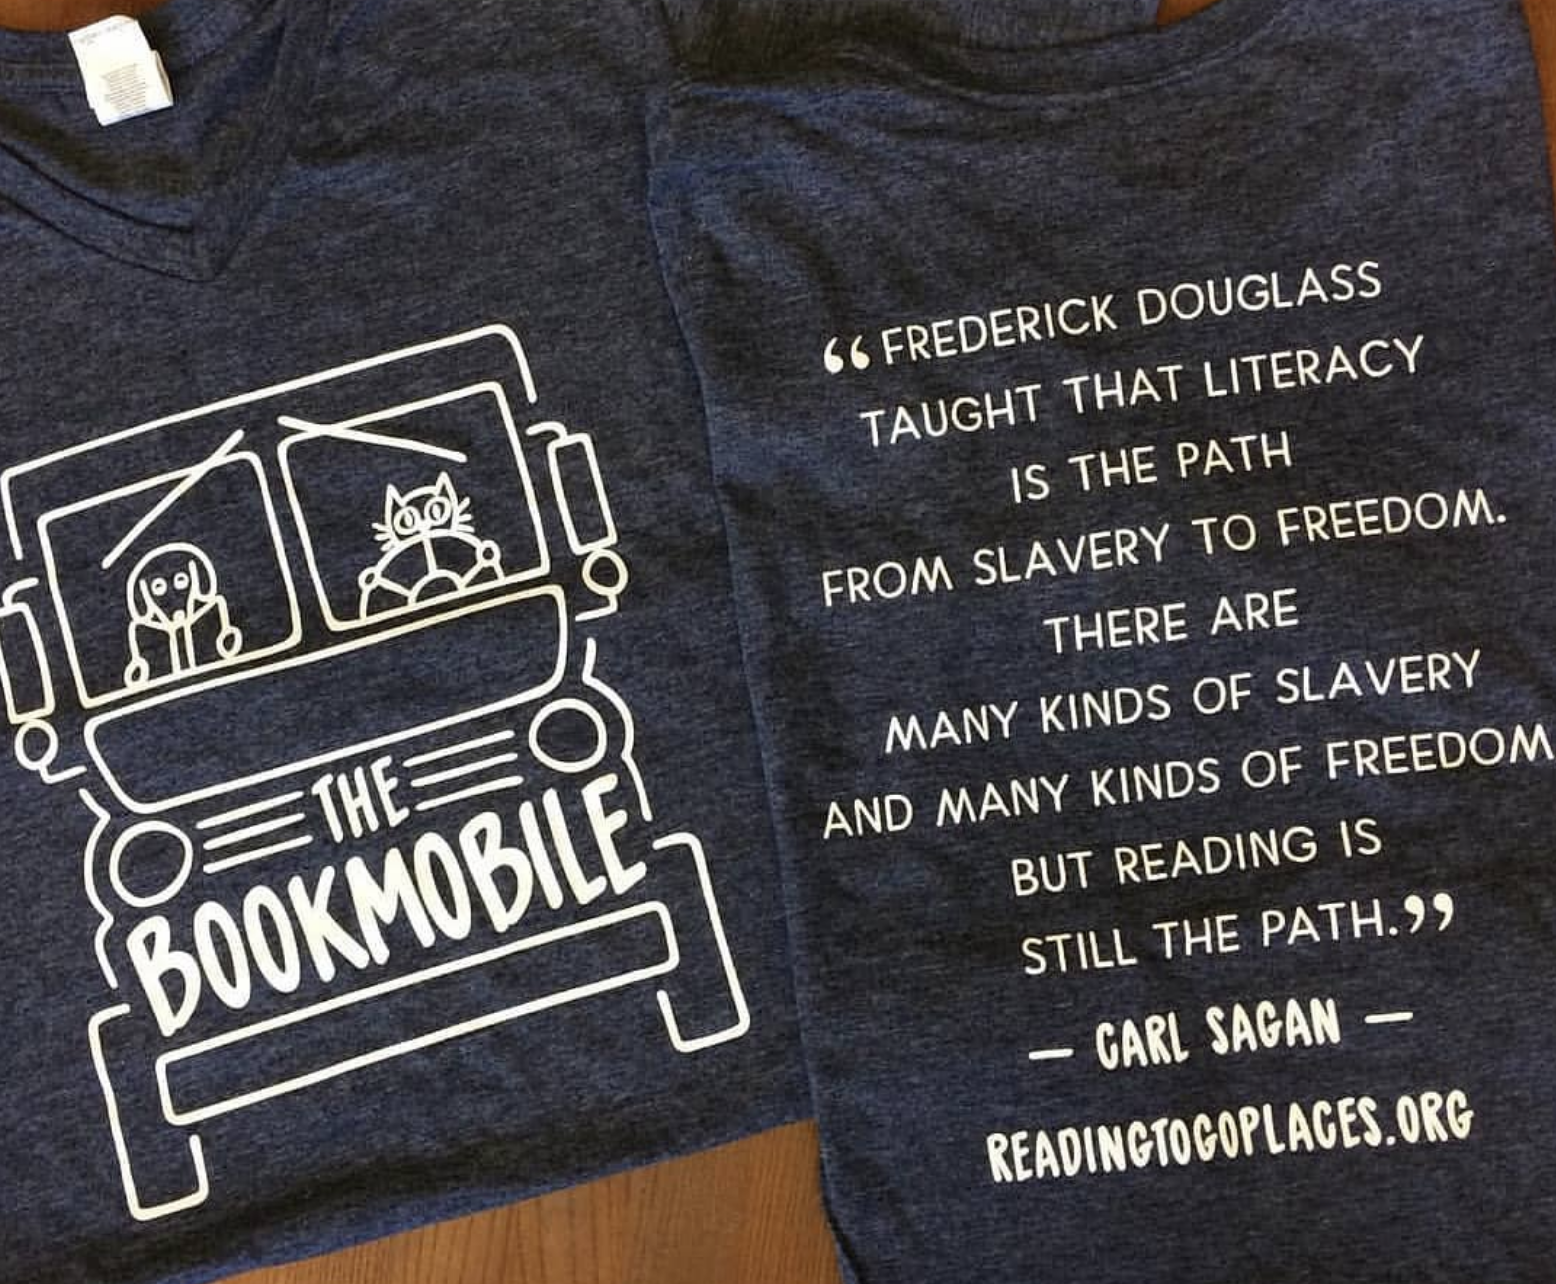 THE
BOOKMOBILE
“FREDERICK DOUGLASS
TAUGHT THAT LITERACY
IS THE PATH
FROM SLAVERY TO FREEDOM.
THERE ARE
MANY KINDS OF SLAVERY
AND MANY KINDS OF FREEDOM
BUT READING IS
STILL THE PATH.”
— CARL SAGAN —
READINGTOGOPLACES.ORG